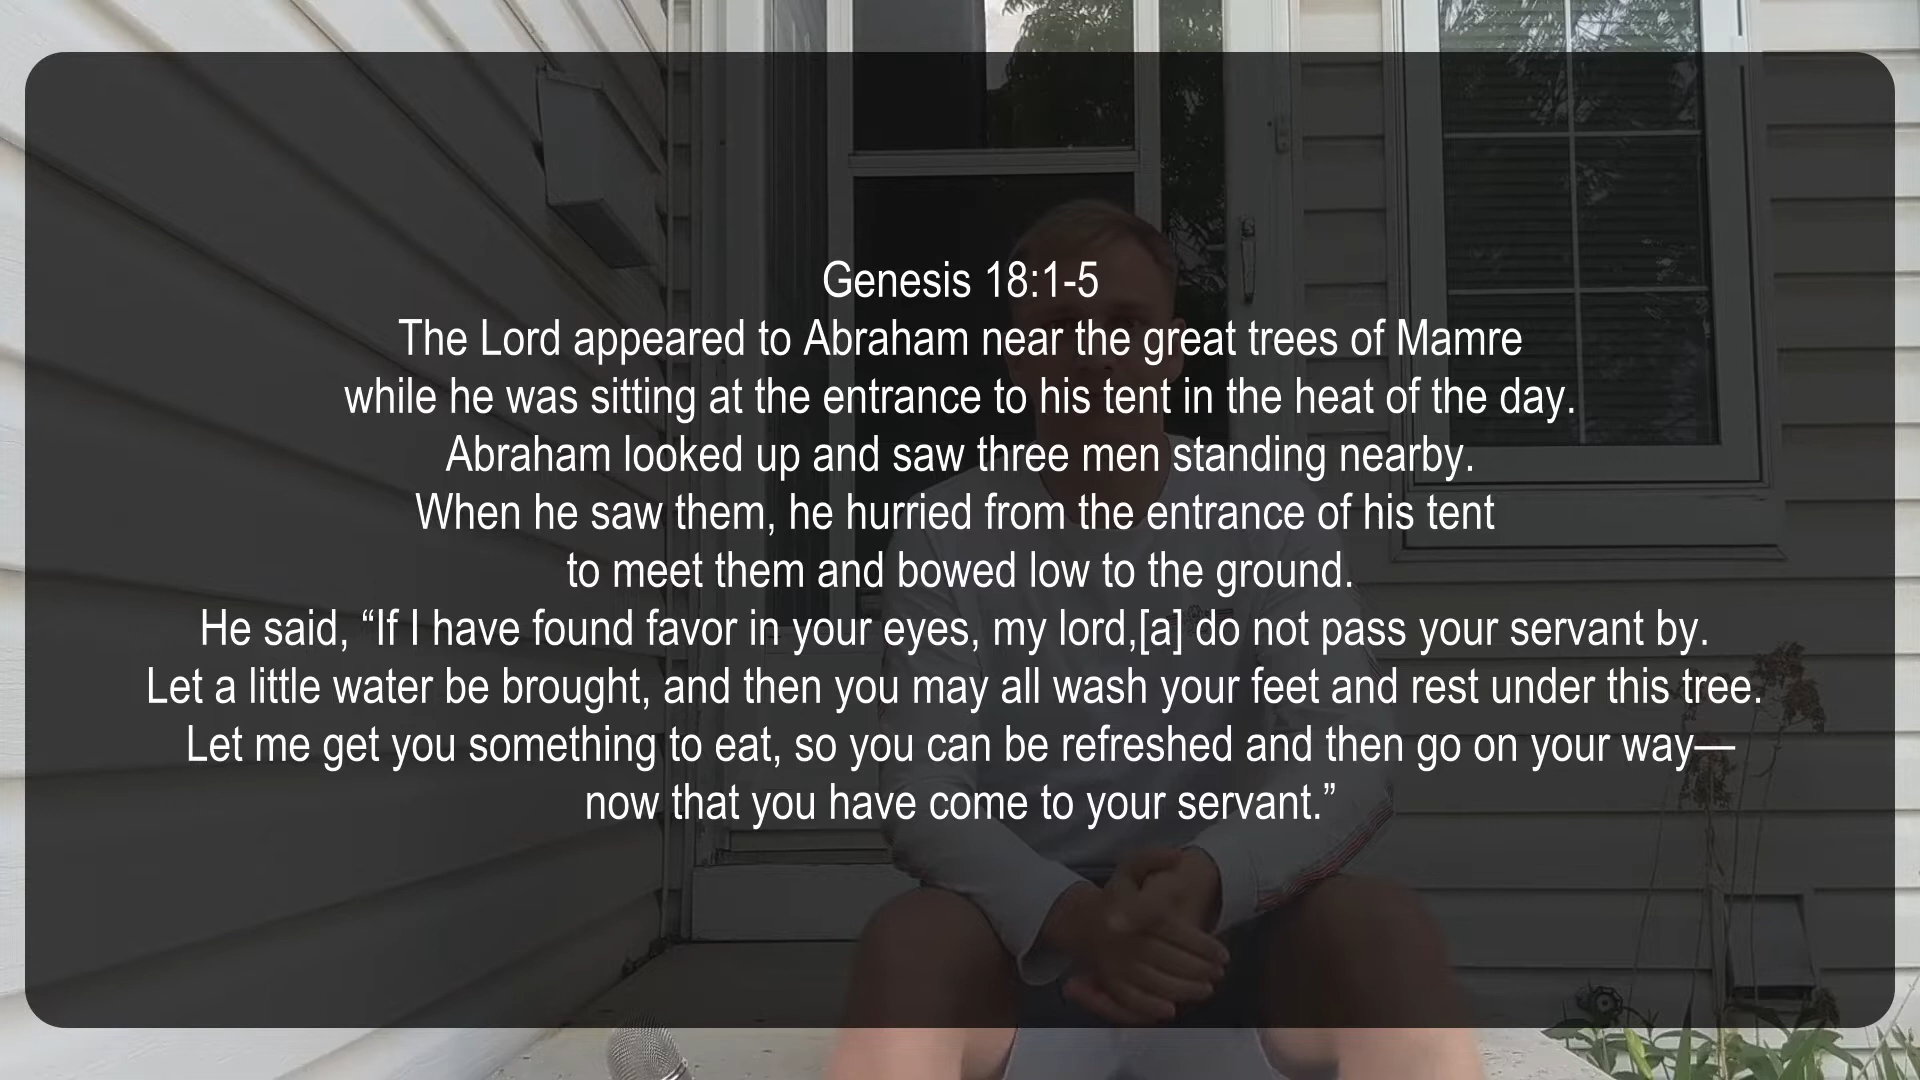 Genesis 18:1-5
The Lord appeared to Abraham near the great trees of Mamre
while he was sitting at the entrance to his tent in the heat of the day.
Abraham looked up and saw three men standing nearby.
When he saw them, he hurried from the entrance of his tent
to meet them and bowed low to the ground.
He said, “If I have found favor in your eyes, my lord,[a] do not pass your servant by.
Let a little water be brought, and then you may all wash your feet and rest under this tree.
Let me get you something to eat, so you can be refreshed and then go on your way—
now that you have come to your servant.”